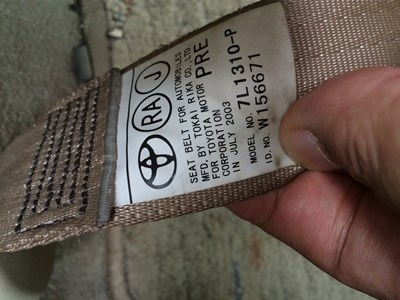 RA J
SEAT BELT FOR AUTOMOBILES
MFD. BY TOKAI RIKA CO., LTD.
FOR TOYOTA MOTOR PRE
CORPORATION
IN JULY 2003
MODEL NO. 7L1310-P
I.D. NO. W156671